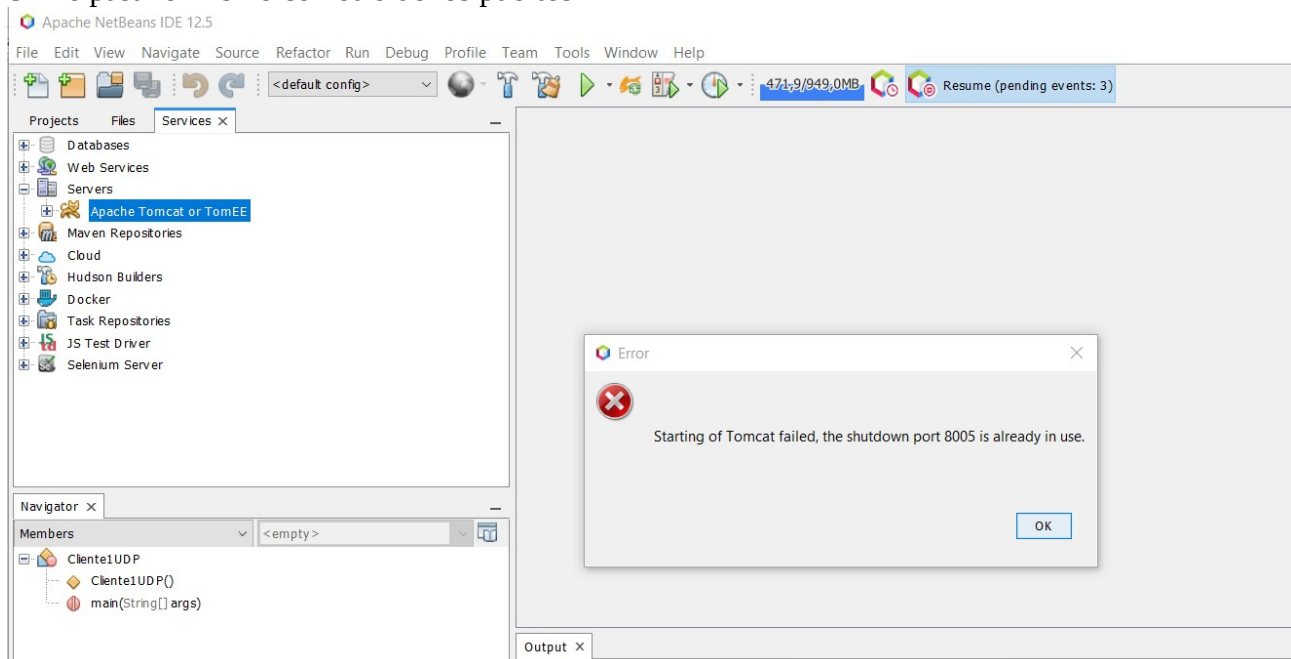 Apache NetBeans IDE 12.5
File Edit View Navigate Source Refactor Run Debug Profile Team Tools Window Help
<default config>
471,9/949,0MB
Resume (pending events: 3)
Projects Files Services
Databases
Web Services
Servers
Apache Tomcat or TomEE
Maven Repositories
Cloud
Hudson Builders
Docker
Task Repositories
JS Test Driver
Selenium Server
Error
Starting of Tomcat failed, the shutdown port 8005 is already in use.
OK
Navigator
Members <empty>
Cliente1UDP
Cliente1UDP()
main(String[] args)
Output